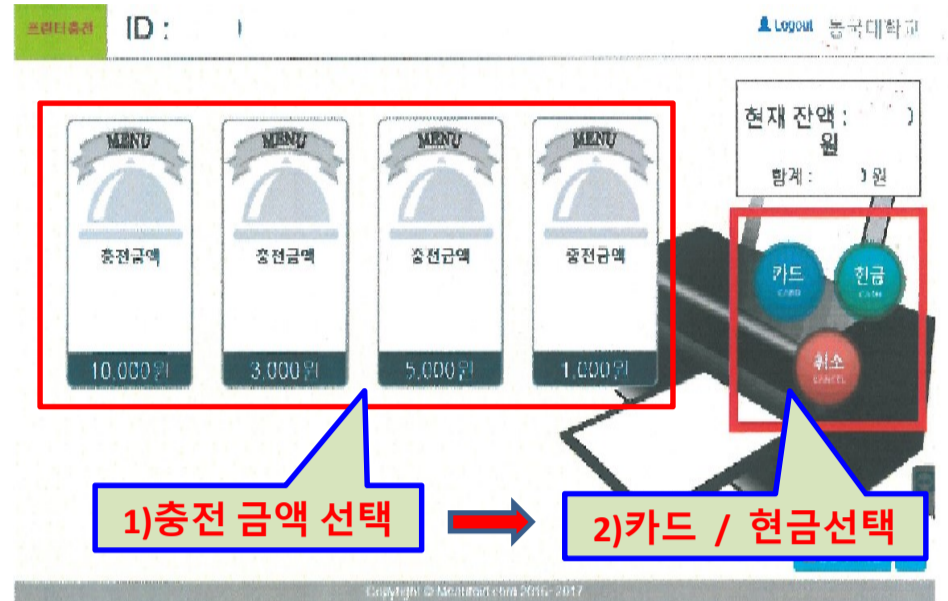 프린터충전
ID :
Logout 동국대학교
현재 잔액 :
원
합계 : 원
MENU MENU MENU MENU
충전금액 충전금액 충전금액 충전금액
10,000원 3,000원 5,000원 1,000원
카드 현금
CARD CASH
취소
CANCEL
1)충전 금액 선택
2)카드 / 현금선택
Copyright © 2016~2017